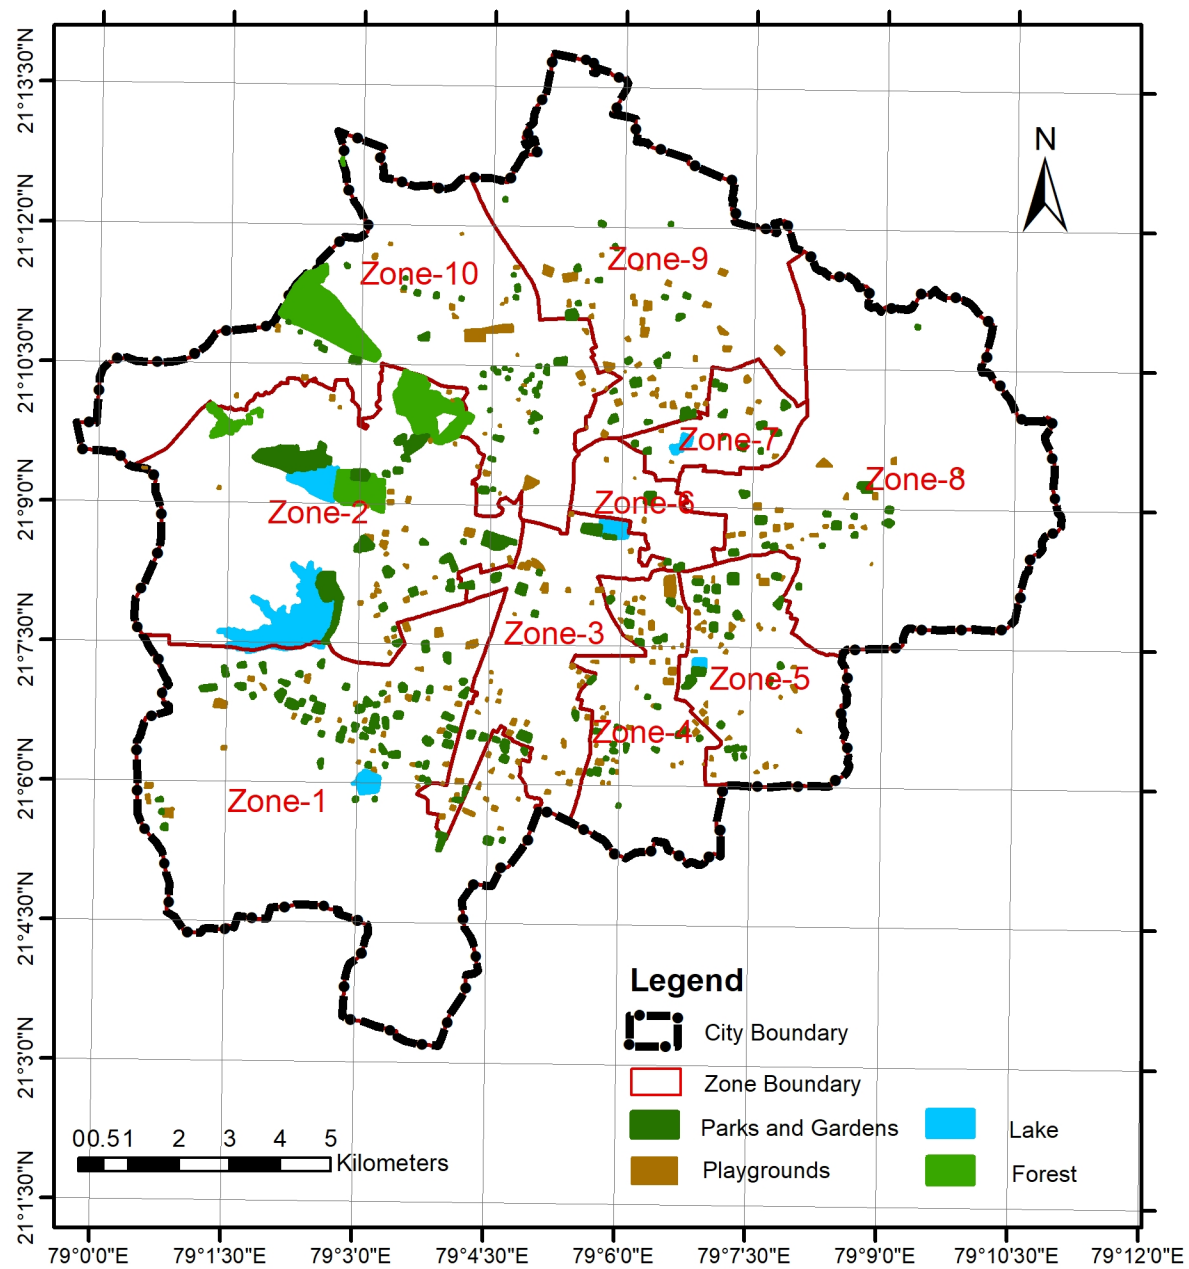 21°13'30"N
21°12'0"N
21°10'30"N
21°9'0"N
21°7'30"N
21°6'0"N
21°4'30"N
21°3'0"N
21°1'30"N
N
Zone-9
Zone-10
Zone-7
Zone-8
Zone-6
Zone-2
Zone-3
Zone-5
Zone-4
Zone-1
Legend
City Boundary
Zone Boundary
Parks and Gardens
Lake
Playgrounds
Forest
00.51 2 3 4 5
Kilometers
79°0'0"E 79°1'30"E 79°3'0"E 79°4'30"E 79°6'0"E 79°7'30"E 79°9'0"E 79°10'30"E 79°12'0"E